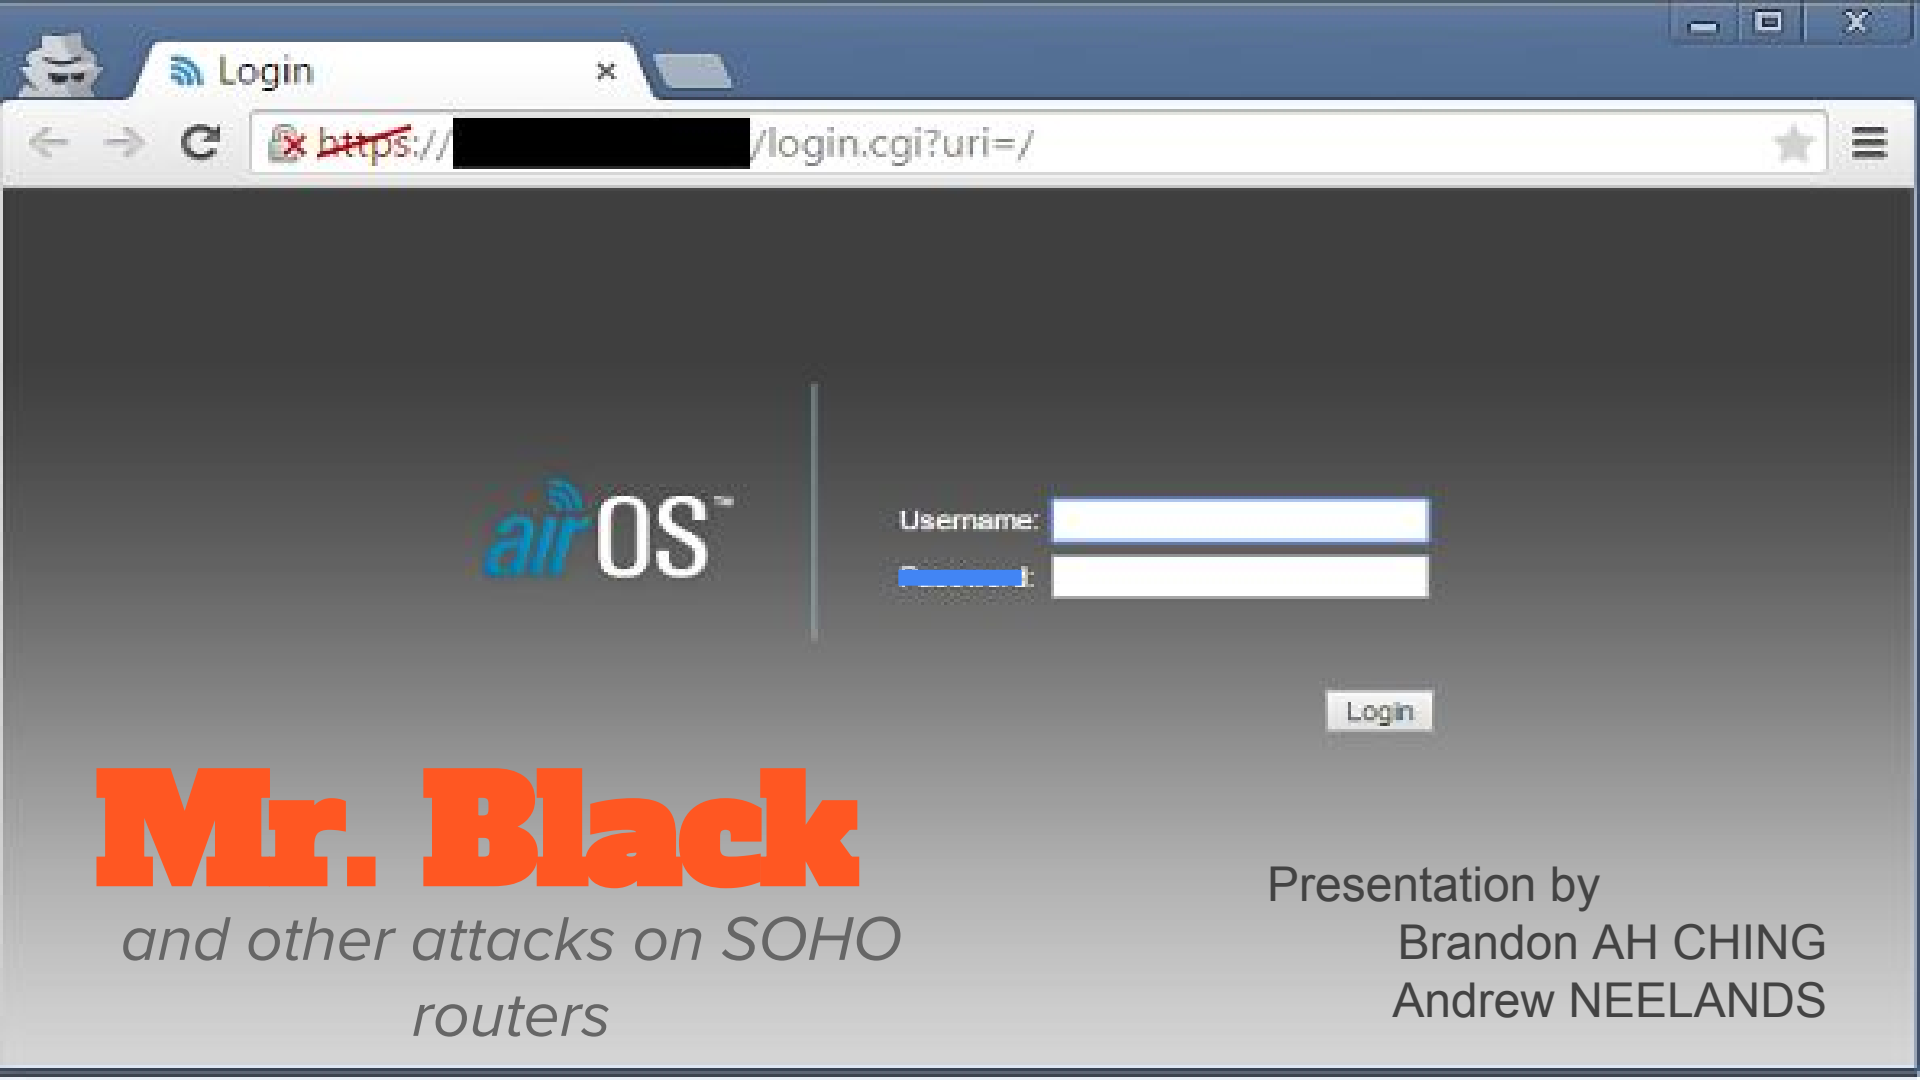 Login
https:// /login.cgi?uri=/
airOS™
Username:
Login
Mr. Black
and other attacks on SOHO
routers
Presentation by
Brandon AH CHING
Andrew NEELANDS